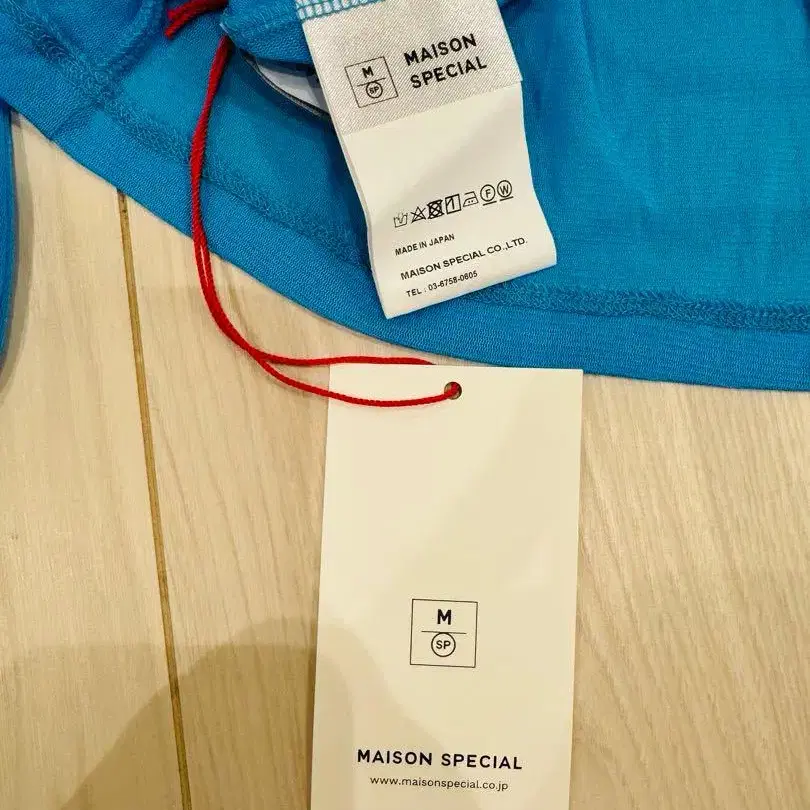 M
SP
MAISON
SPECIAL
F W
MADE IN JAPAN
MAISON SPECIAL CO.,LTD.
TEL : 03-6758-0605
M
SP
MAISON SPECIAL
www.maisonspecial.co.jp